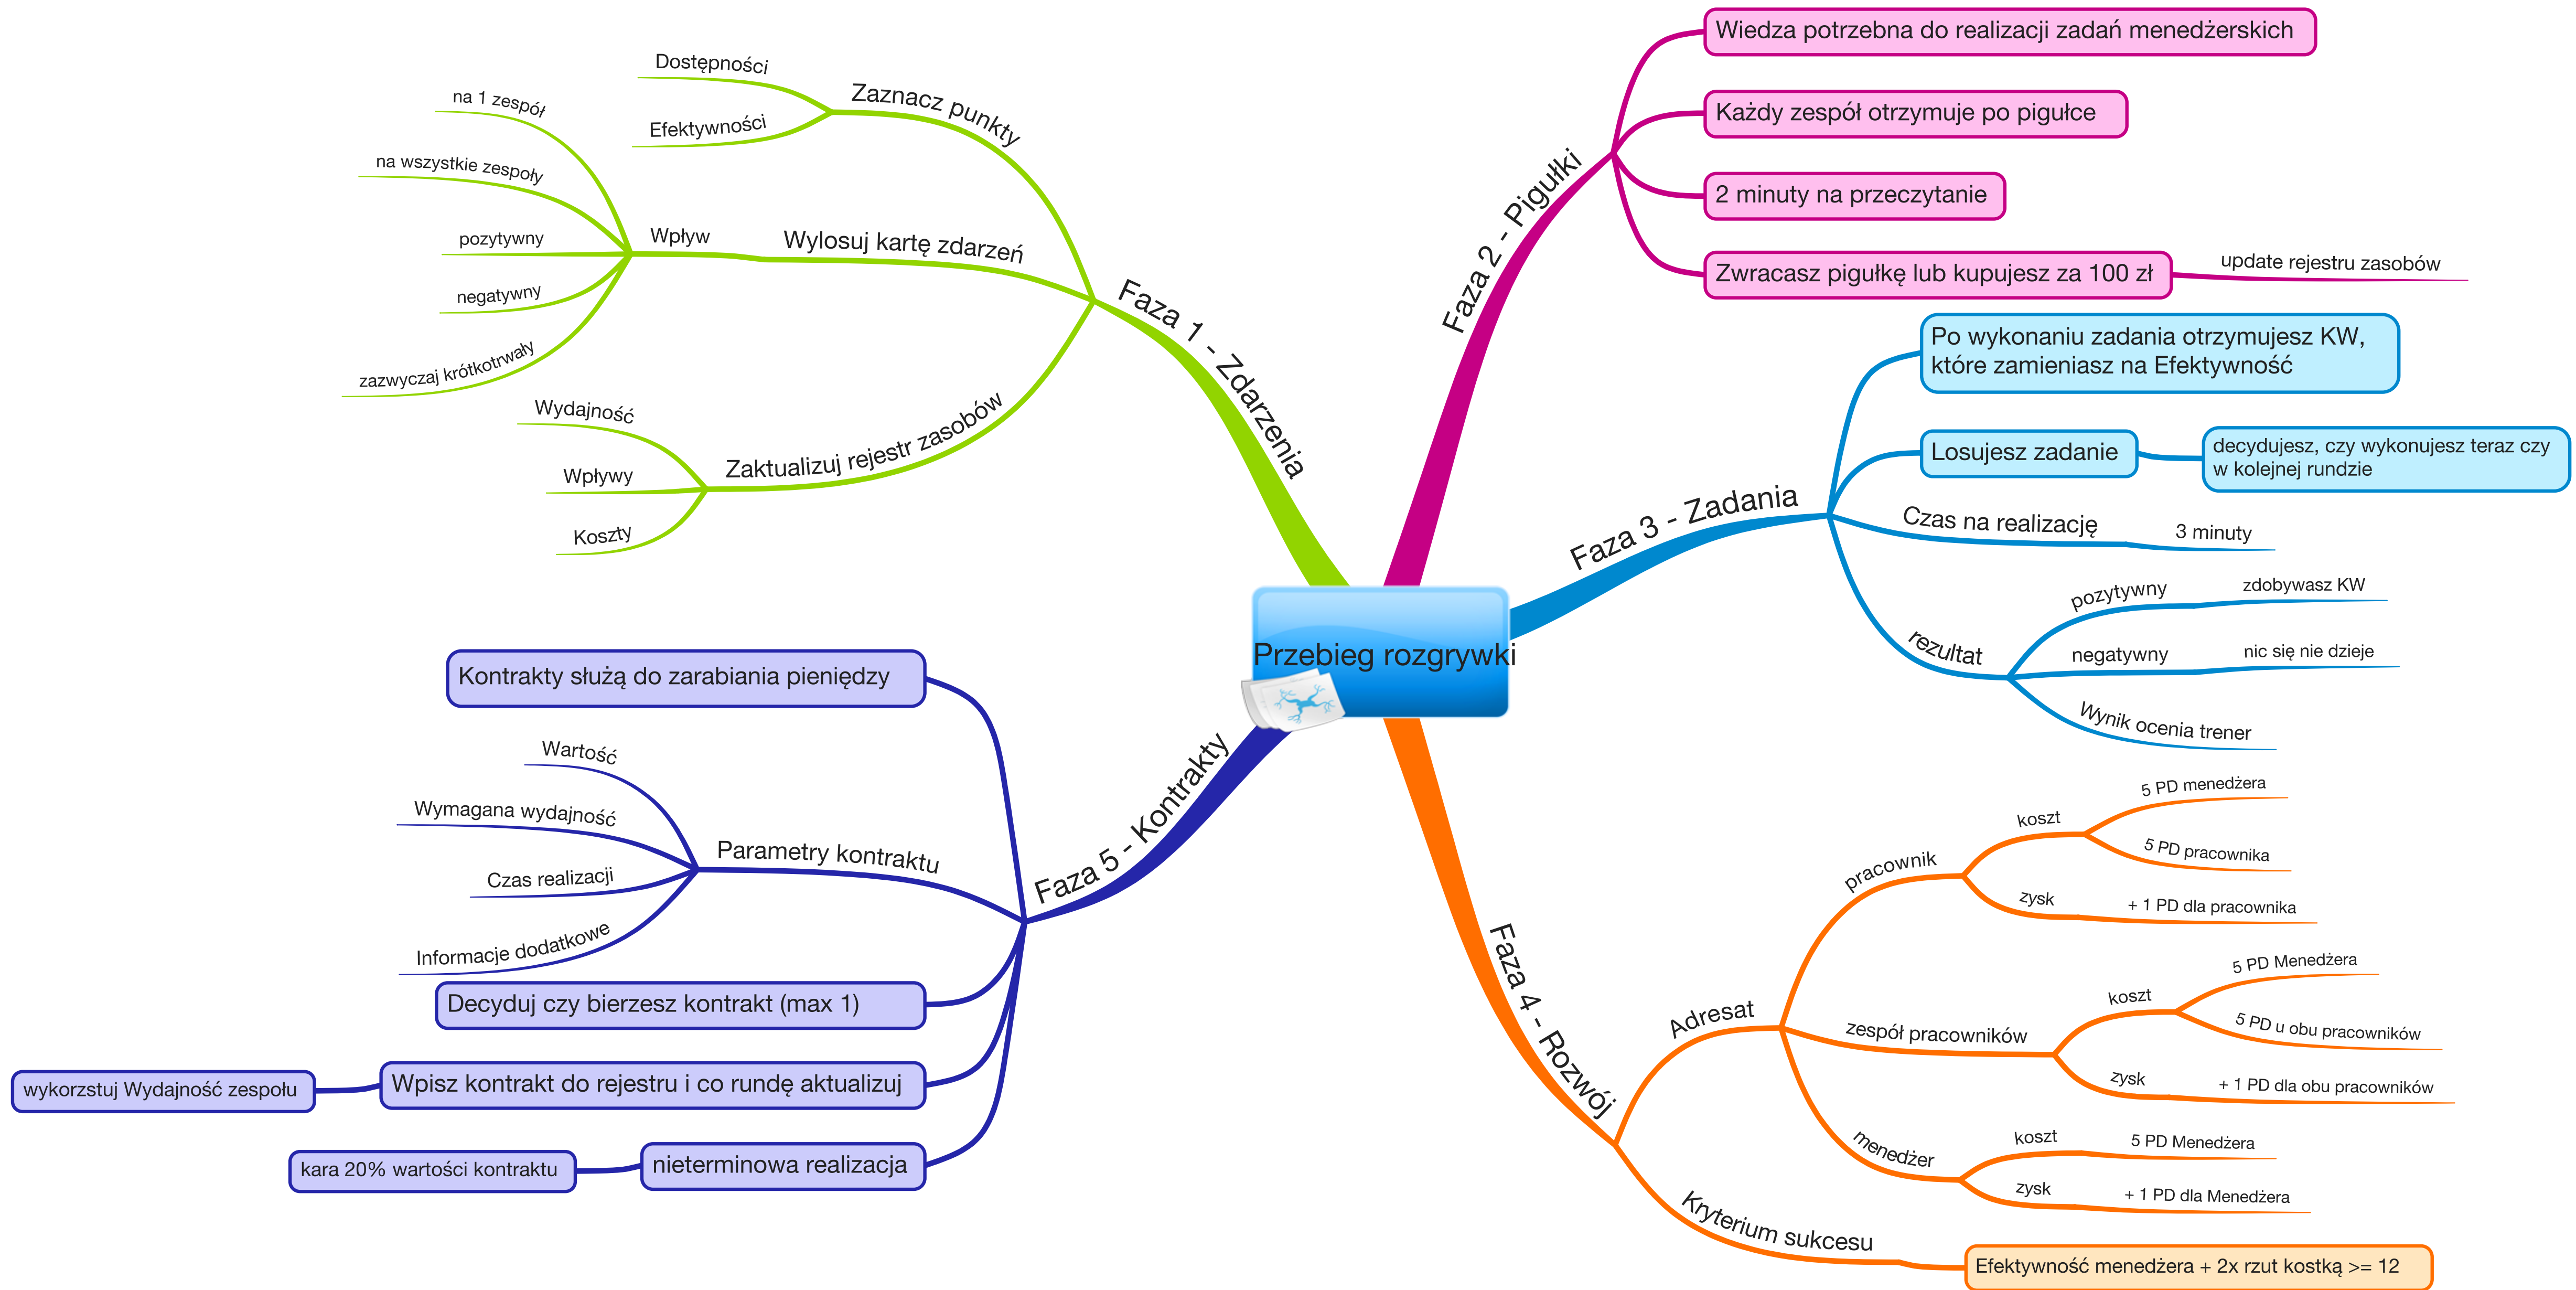 Przebieg rozgrywki
Faza 1 - Zdarzenia
Zaznacz punkty
Dostępności
Efektywności
Wylosuj kartę zdarzeń
Wpływ
na 1 zespół
na wszystkie zespoły
pozytywny
negatywny
zazwyczaj krótkotrwały
Zaktualizuj rejestr zasobów
Wydajność
Wpływy
Koszty
Faza 2 - Pigułki
Wiedza potrzebna do realizacji zadań menedżerskich
Każdy zespół otrzymuje po pigułce
2 minuty na przeczytanie
Zwracasz pigułkę lub kupujesz za 100 zł
update rejestru zasobów
Faza 3 - Zadania
Po wykonaniu zadania otrzymujesz KW,
które zamieniasz na Efektywność
Losujesz zadanie
decydujesz, czy wykonujesz teraz czy
w kolejnej rundzie
Czas na realizację
3 minuty
rezultat
pozytywny
zdobywasz KW
negatywny
nic się nie dzieje
Wynik ocenia trener
Faza 4 - Rozwój
Adresat
pracownik
koszt
5 PD menedżera
5 PD pracownika
zysk
+ 1 PD dla pracownika
zespół pracowników
koszt
5 PD Menedżera
5 PD u obu pracowników
zysk
+ 1 PD dla obu pracowników
menedżer
koszt
5 PD Menedżera
zysk
+ 1 PD dla Menedżera
Kryterium sukcesu
Efektywność menedżera + 2x rzut kostką >= 12
Faza 5 - Kontrakty
Kontrakty służą do zarabiania pieniędzy
Parametry kontraktu
Wartość
Wymagana wydajność
Czas realizacji
Informacje dodatkowe
Decyduj czy bierzesz kontrakt (max 1)
Wpisz kontrakt do rejestru i co rundę aktualizuj
wykorzstuj Wydajność zespołu
nieterminowa realizacja
kara 20% wartości kontraktu